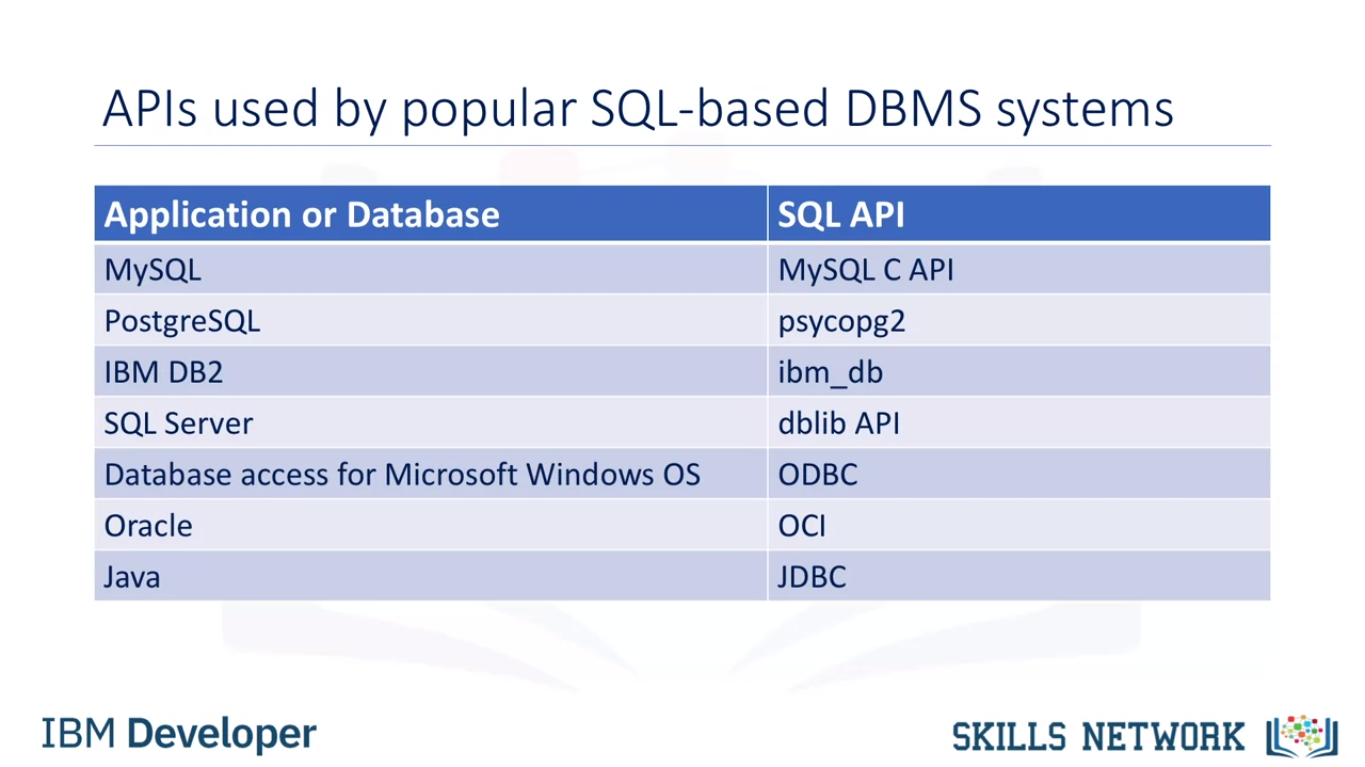 APIs used by popular SQL-based DBMS systems
Application or Database SQL API
MySQL MySQL C API
PostgreSQL psycopg2
IBM DB2 ibm_db
SQL Server dblib API
Database access for Microsoft Windows OS ODBC
Oracle OCI
Java JDBC
IBM Developer SKILLS NETWORK